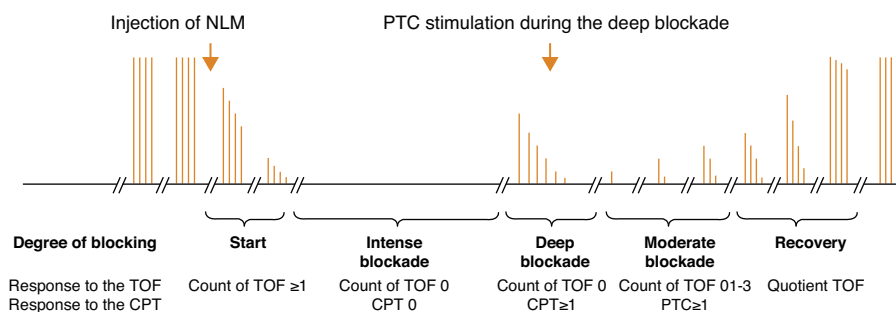 Injection of NLM
PTC stimulation during the deep blockade
Degree of blocking
Start
Intense
blockade
Deep
blockade
Moderate
blockade
Recovery
Response to the TOF
Count of TOF ≥1
Count of TOF 0
Count of TOF 0
Count of TOF 01-3
Quotient TOF
Response to the CPT
CPT 0
CPT≥1
PTC≥1